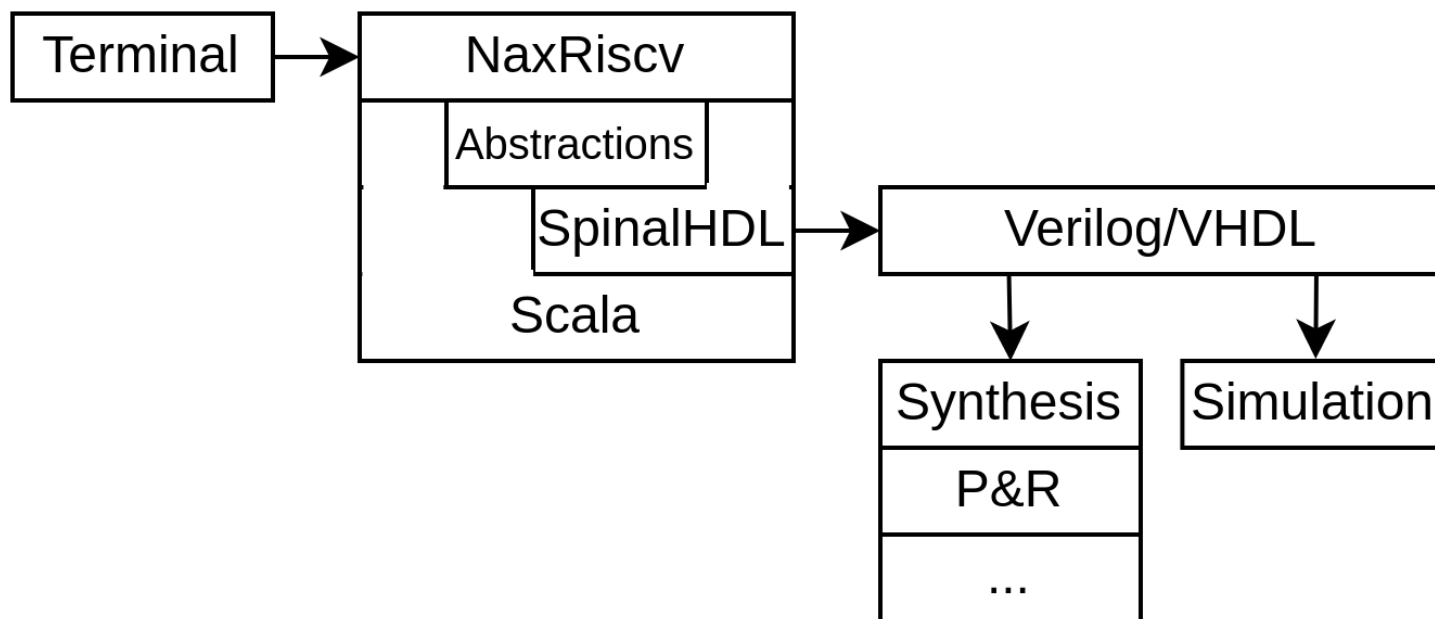 Terminal
NaxRiscv
Abstractions
SpinalHDL
Verilog/VHDL
Scala
Synthesis
Simulation
P&R
...